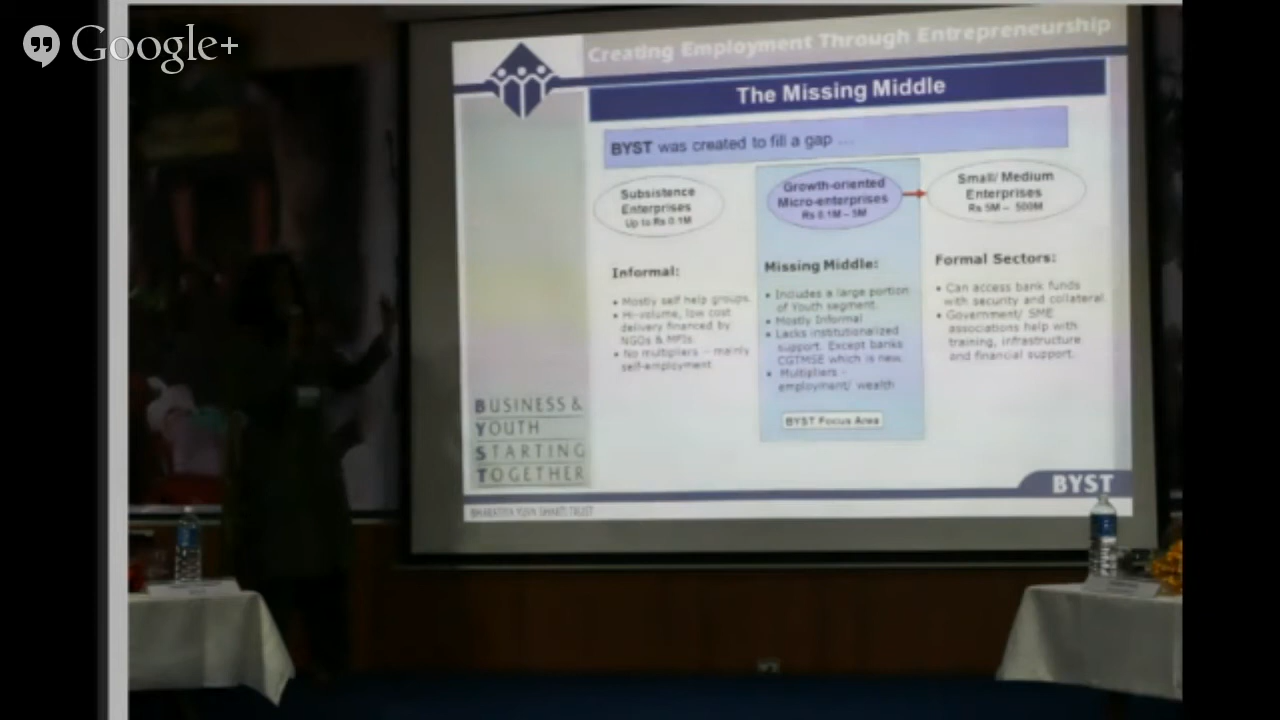 Google+
Creating Employment Through Entrepreneurship
The Missing Middle
BYST was created to fill a gap ...
Subsistence
Enterprises
Up to Rs 0.1M
Growth-oriented
Micro-enterprises
Rs 0.1M – 5M
Small/ Medium
Enterprises
Rs 5M – 500M
Informal:
• Mostly self help groups.
• Hi-volume, low cost
delivery financed by
NGOs & MFIs.
• No multipliers – mainly
self-employment
Missing Middle:
• Includes a large portion
of Youth segment.
• Mostly Informal
• Lacks institutionalized
support. Except banks
CGTMSE which is new.
• Multipliers -
employment/ wealth
BYST Focus Area
Formal Sectors:
• Can access bank funds
with security and collateral.
• Government/ SME
associations help with
training, infrastructure
and financial support.
BUSINESS &
YOUTH
STARTING
TOGETHER
BYST
BHARATIYA YUVA SHAKTI TRUST